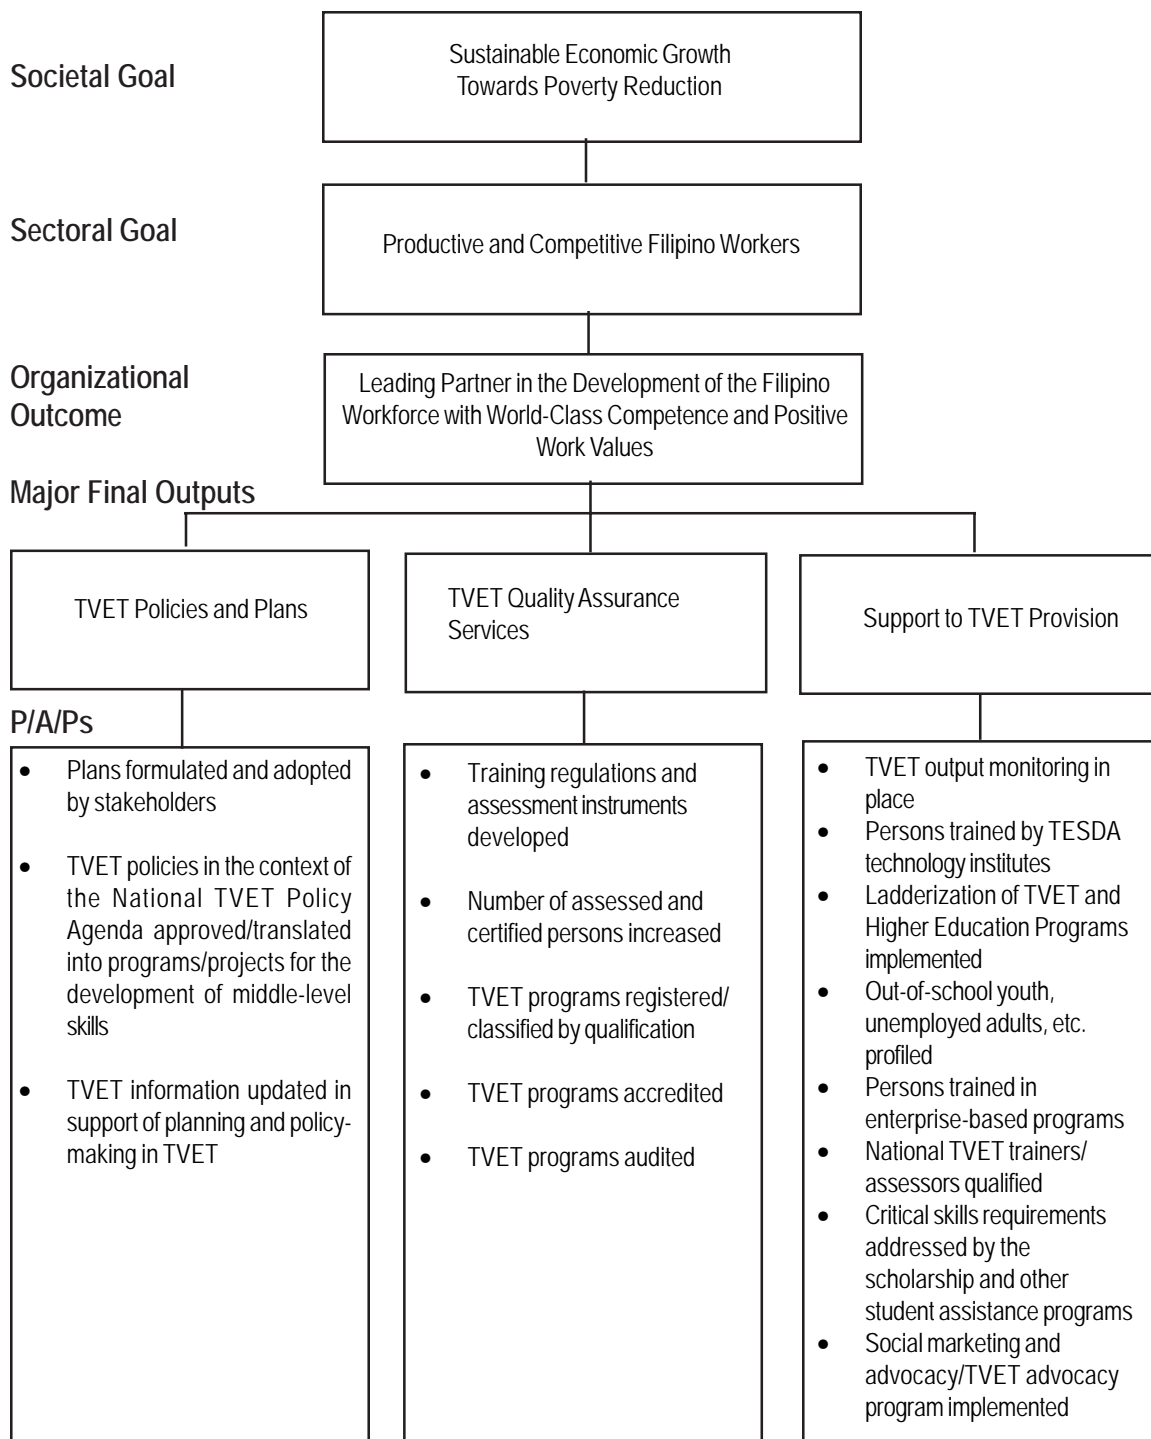 Societal Goal
Sustainable Economic Growth
Towards Poverty Reduction
Sectoral Goal
Productive and Competitive Filipino Workers
Organizational
Outcome
Leading Partner in the Development of the Filipino
Workforce with World-Class Competence and Positive
Work Values
Major Final Outputs
TVET Policies and Plans
TVET Quality Assurance
Services
Support to TVET Provision
P/A/Ps
• Plans formulated and adopted
by stakeholders
• TVET policies in the context of
the National TVET Policy
Agenda approved/translated
into programs/projects for the
development of middle-level
skills
• TVET information updated in
support of planning and policy-
making in TVET
• Training regulations and
assessment instruments
developed
• Number of assessed and
certified persons increased
• TVET programs registered/
classified by qualification
• TVET programs accredited
• TVET programs audited
• TVET output monitoring in
place
• Persons trained by TESDA
technology institutes
• Ladderization of TVET and
Higher Education Programs
implemented
• Out-of-school youth,
unemployed adults, etc.
profiled
• Persons trained in
enterprise-based programs
• National TVET trainers/
assessors qualified
• Critical skills requirements
addressed by the
scholarship and other
student assistance programs
• Social marketing and
advocacy/TVET advocacy
program implemented